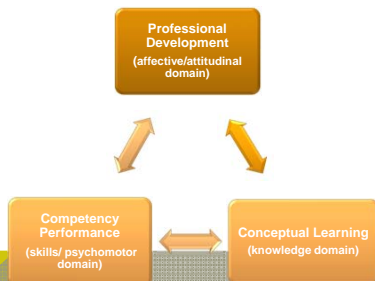 Professional
Development
(affective/attitudinal
domain)
Competency
Performance
(skills/ psychomotor
domain)
Conceptual Learning
(knowledge domain)